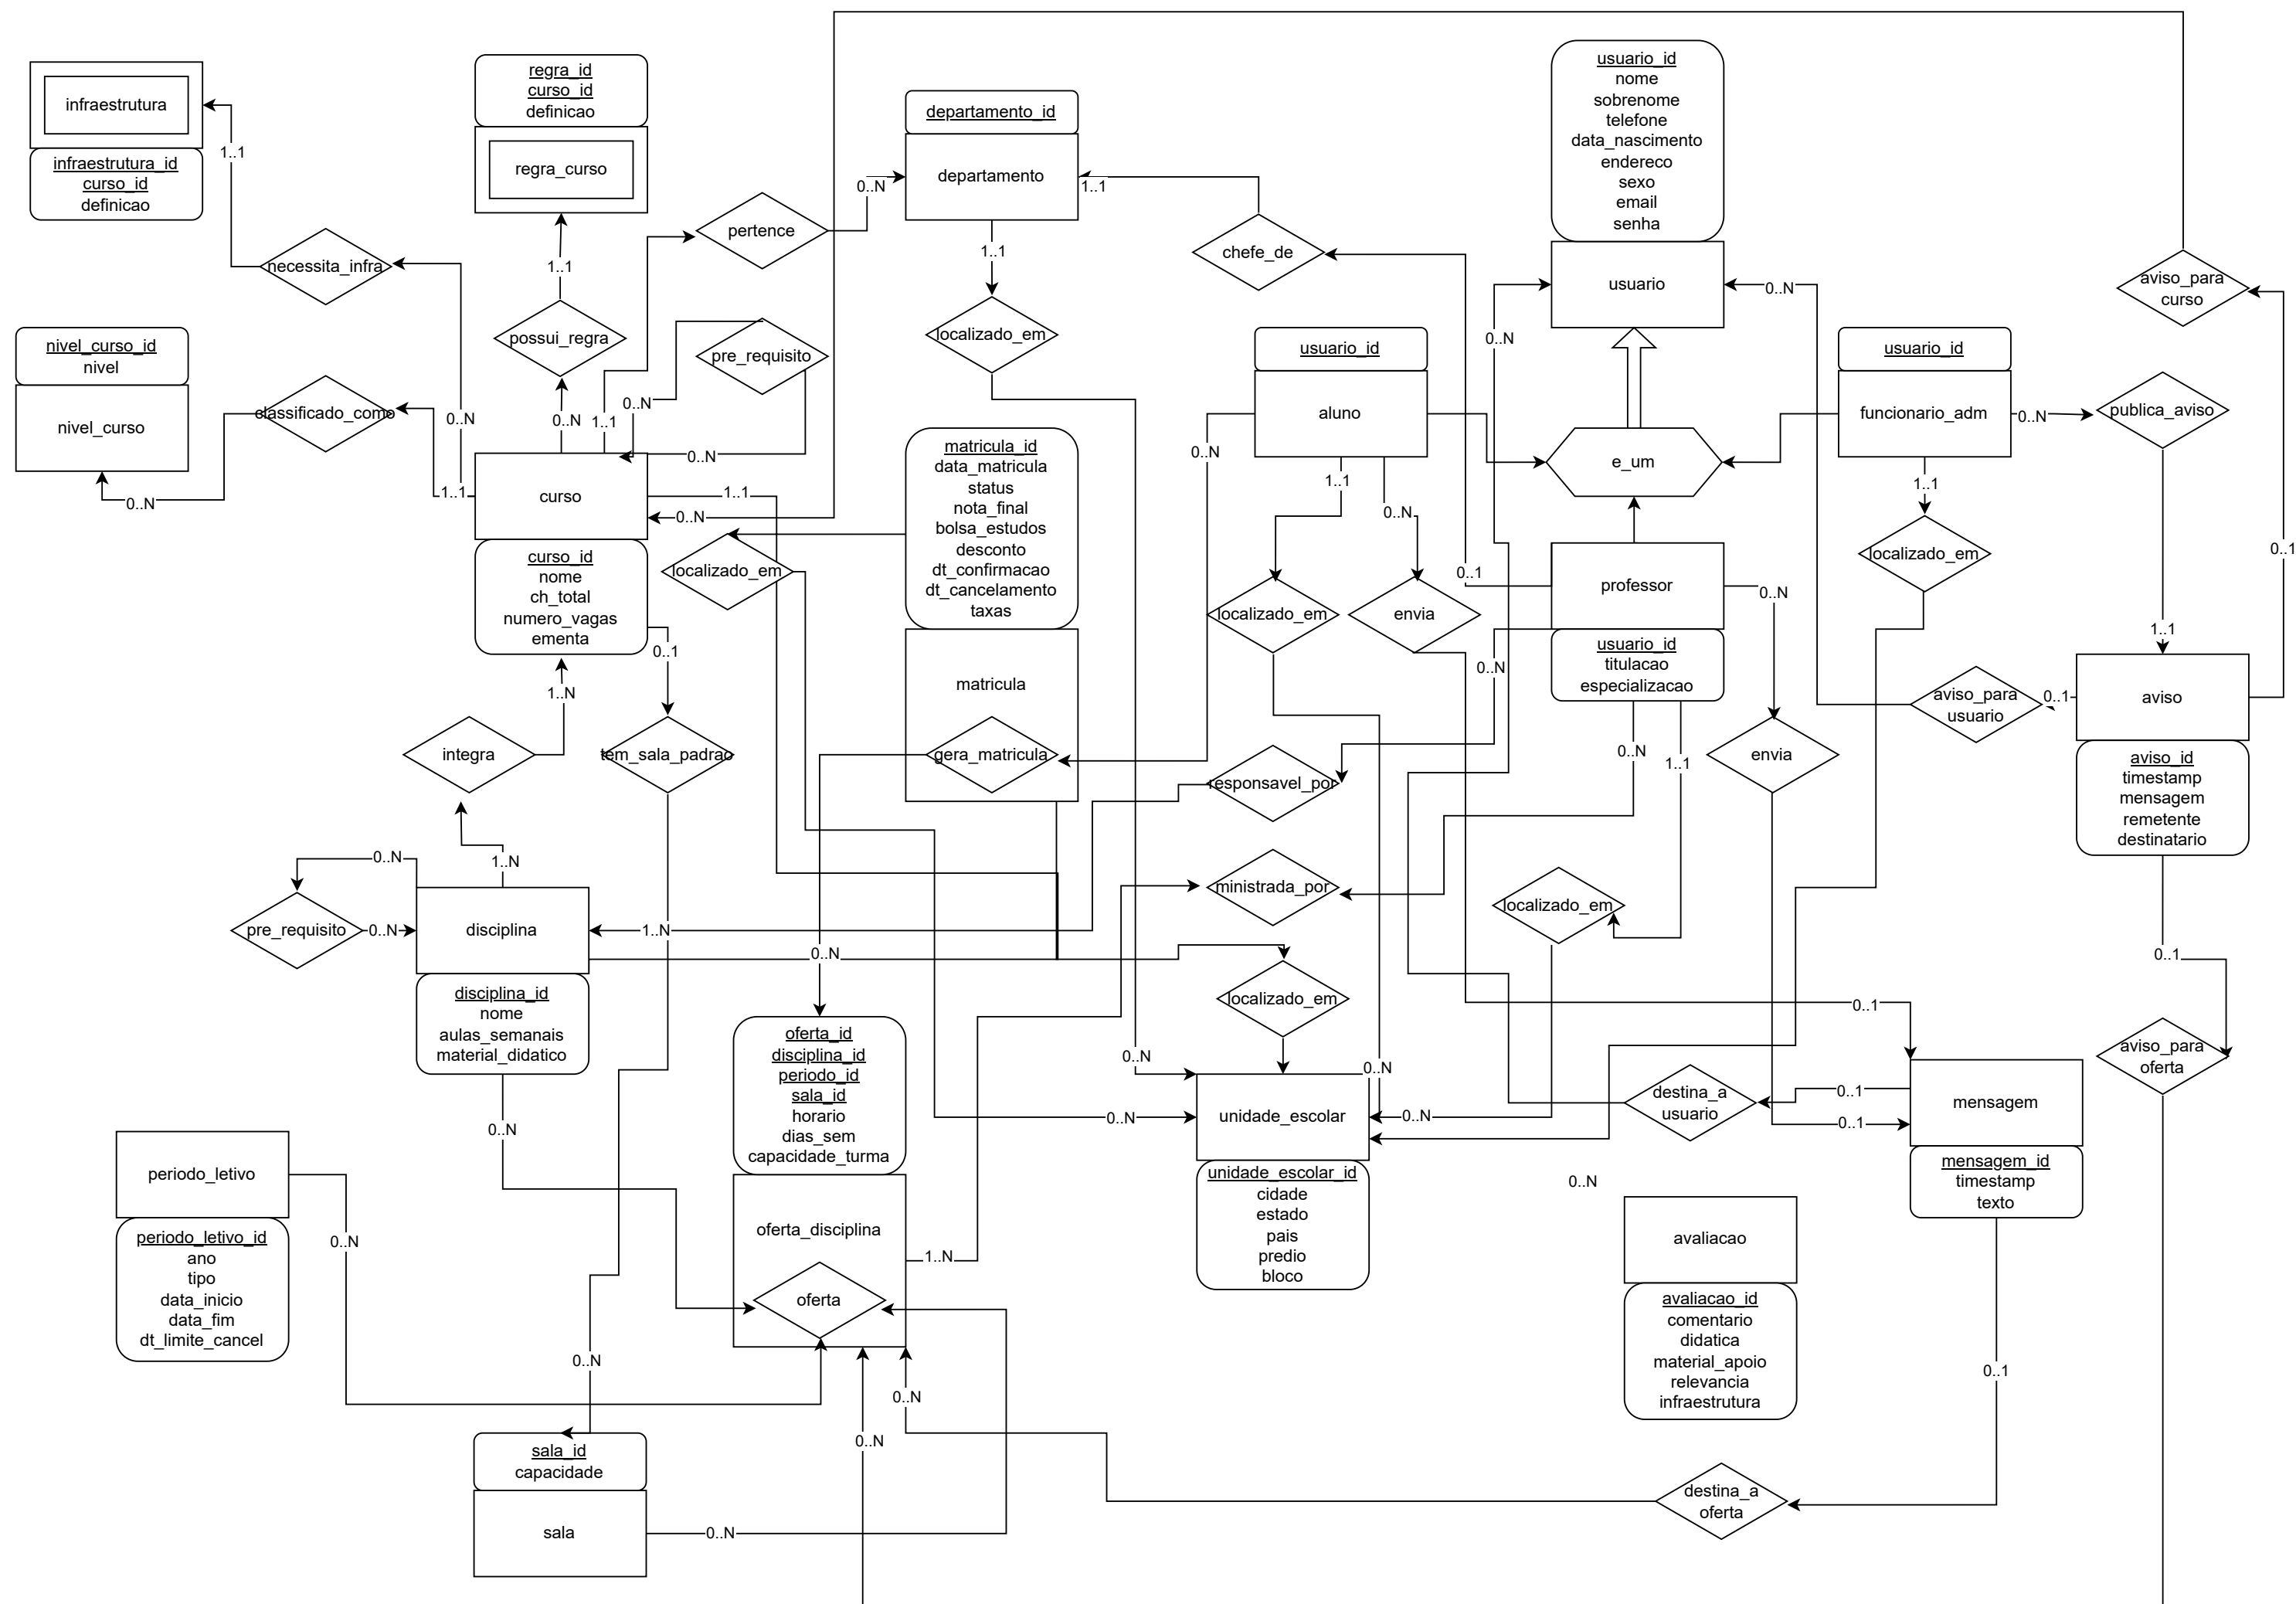 infraestrutura
infraestrutura_id
curso_id
definicao
1..1
necessita_infra
nivel_curso_id
nivel
nivel_curso
classificado_como
0..N
1..1
0..N
regra_id
curso_id
definicao
regra_curso
1..1
possui_regra
0..N
1..1
pertence
0..N
pre_requisito
0..N
0..N
curso
1..1
0..N
curso_id
nome
ch_total
numero_vagas
ementa
0..1
localizado_em
1..N
integra
tem_sala_padrao
1..N
0..N
pre_requisito
0..N
disciplina
1..N
0..N
disciplina_id
nome
aulas_semanais
material_didatico
0..N
departamento_id
departamento
1..1
1..1
localizado_em
chefe_de
matricula_id
data_matricula
status
nota_final
bolsa_estudos
desconto
dt_confirmacao
dt_cancelamento
taxas
matricula
gera_matricula
usuario_id
nome
sobrenome
telefone
data_nascimento
endereco
sexo
email
senha
usuario
0..N
0..N
aviso_para
curso
usuario_id
aluno
0..N
1..1
0..N
e_um
usuario_id
funcionario_adm
0..N
publica_aviso
1..1
localizado_em
0..1
localizado_em
envia
0..1
professor
0..N
usuario_id
titulacao
especializacao
0..N
0..N
1..1
responsavel_por
envia
1..1
aviso_para
usuario
0..1
aviso
aviso_id
timestamp
mensagem
remetente
destinatario
0..1
ministrada_por
localizado_em
localizado_em
0..1
aviso_para
oferta
0..N
0..N
0..N
unidade_escolar
0..N
unidade_escolar_id
cidade
estado
pais
predio
bloco
destina_a
usuario
0..1
0..1
mensagem
mensagem_id
timestamp
texto
0..N
avaliacao
avaliacao_id
comentario
didatica
material_apoio
relevancia
infraestrutura
0..1
oferta_id
disciplina_id
periodo_id
sala_id
horario
dias_sem
capacidade_turma
oferta_disciplina
1..N
oferta
periodo_letivo
periodo_letivo_id
ano
tipo
data_inicio
data_fim
dt_limite_cancel
0..N
0..N
0..N
0..N
sala_id
capacidade
sala
0..N
destina_a
oferta